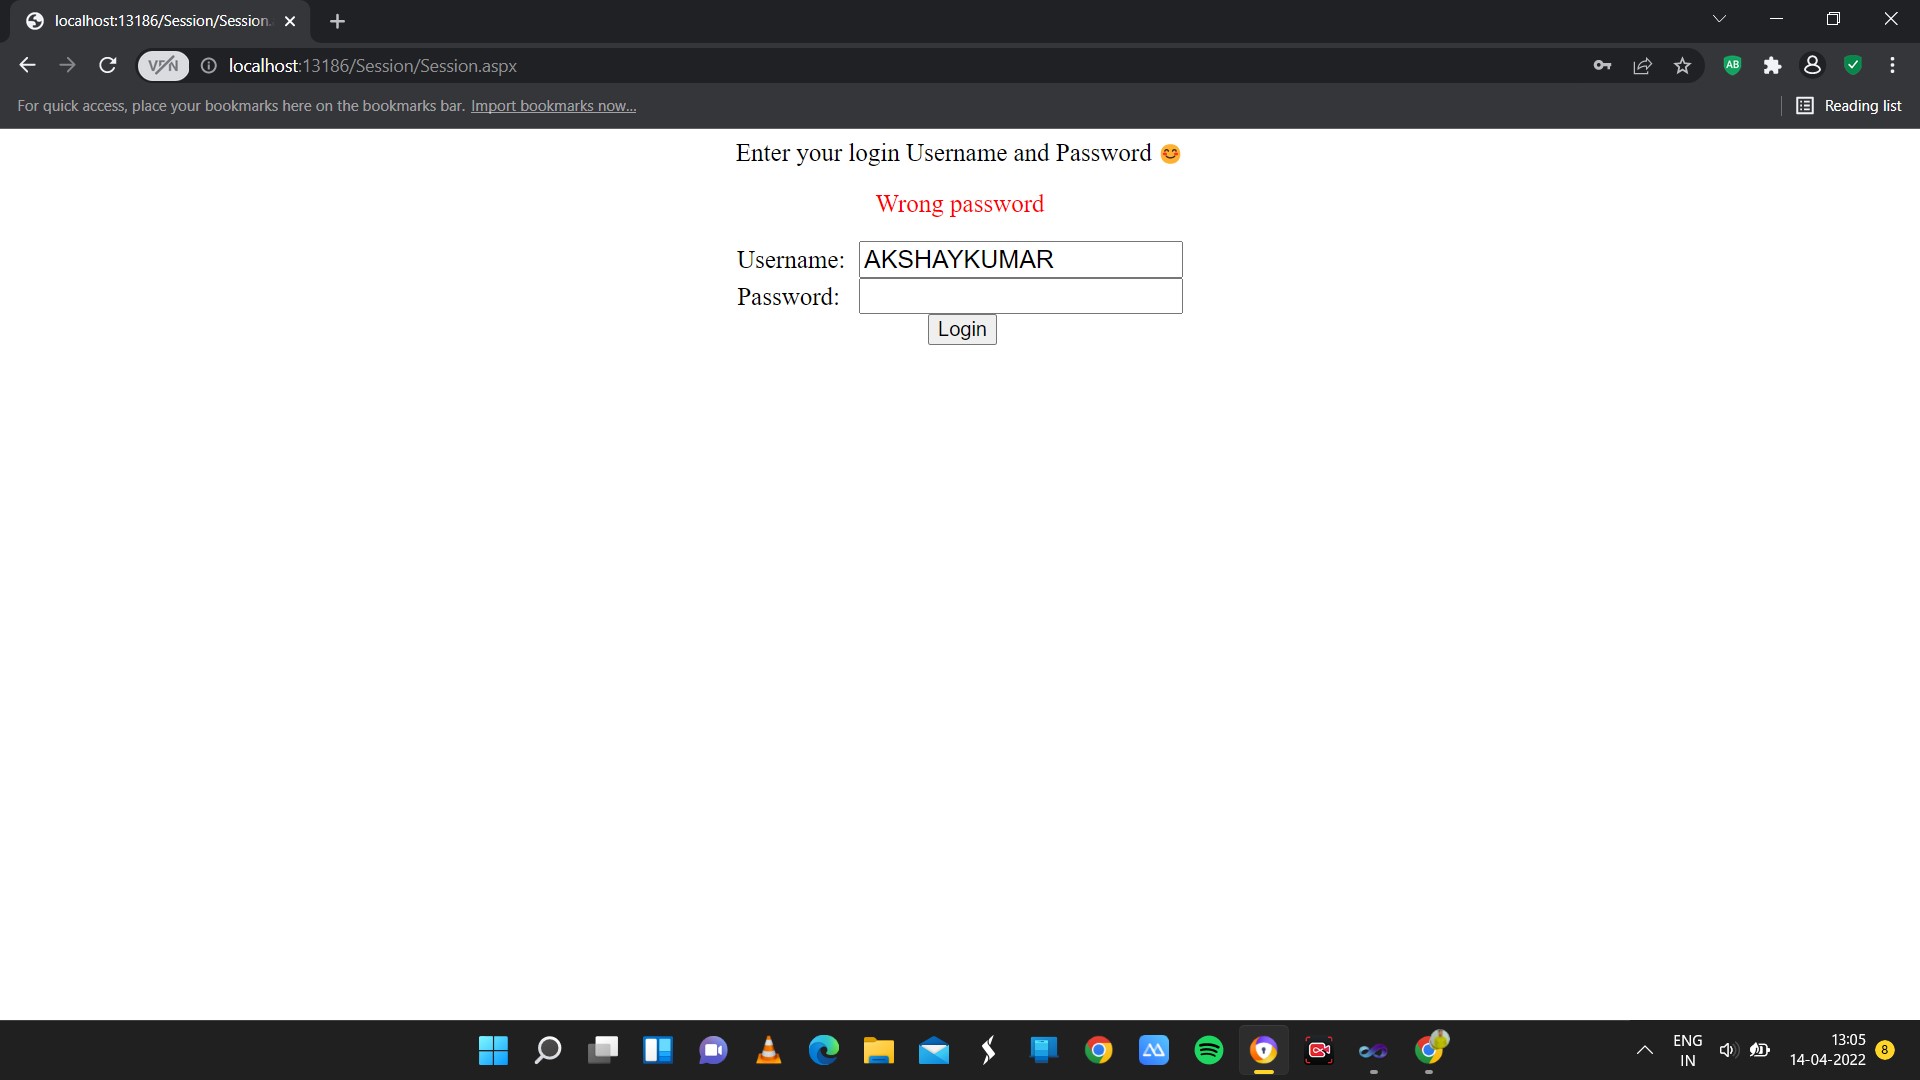 localhost:13186/Session/Session.
VPN
localhost:13186/Session/Session.aspx
AB
For quick access, place your bookmarks here on the bookmarks bar. Import bookmarks now...
Reading list
Enter your login Username and Password 😊
Wrong password
Username: AKSHAYKUMAR
Password:
Login
ENG
IN
13:05
14-04-2022
8